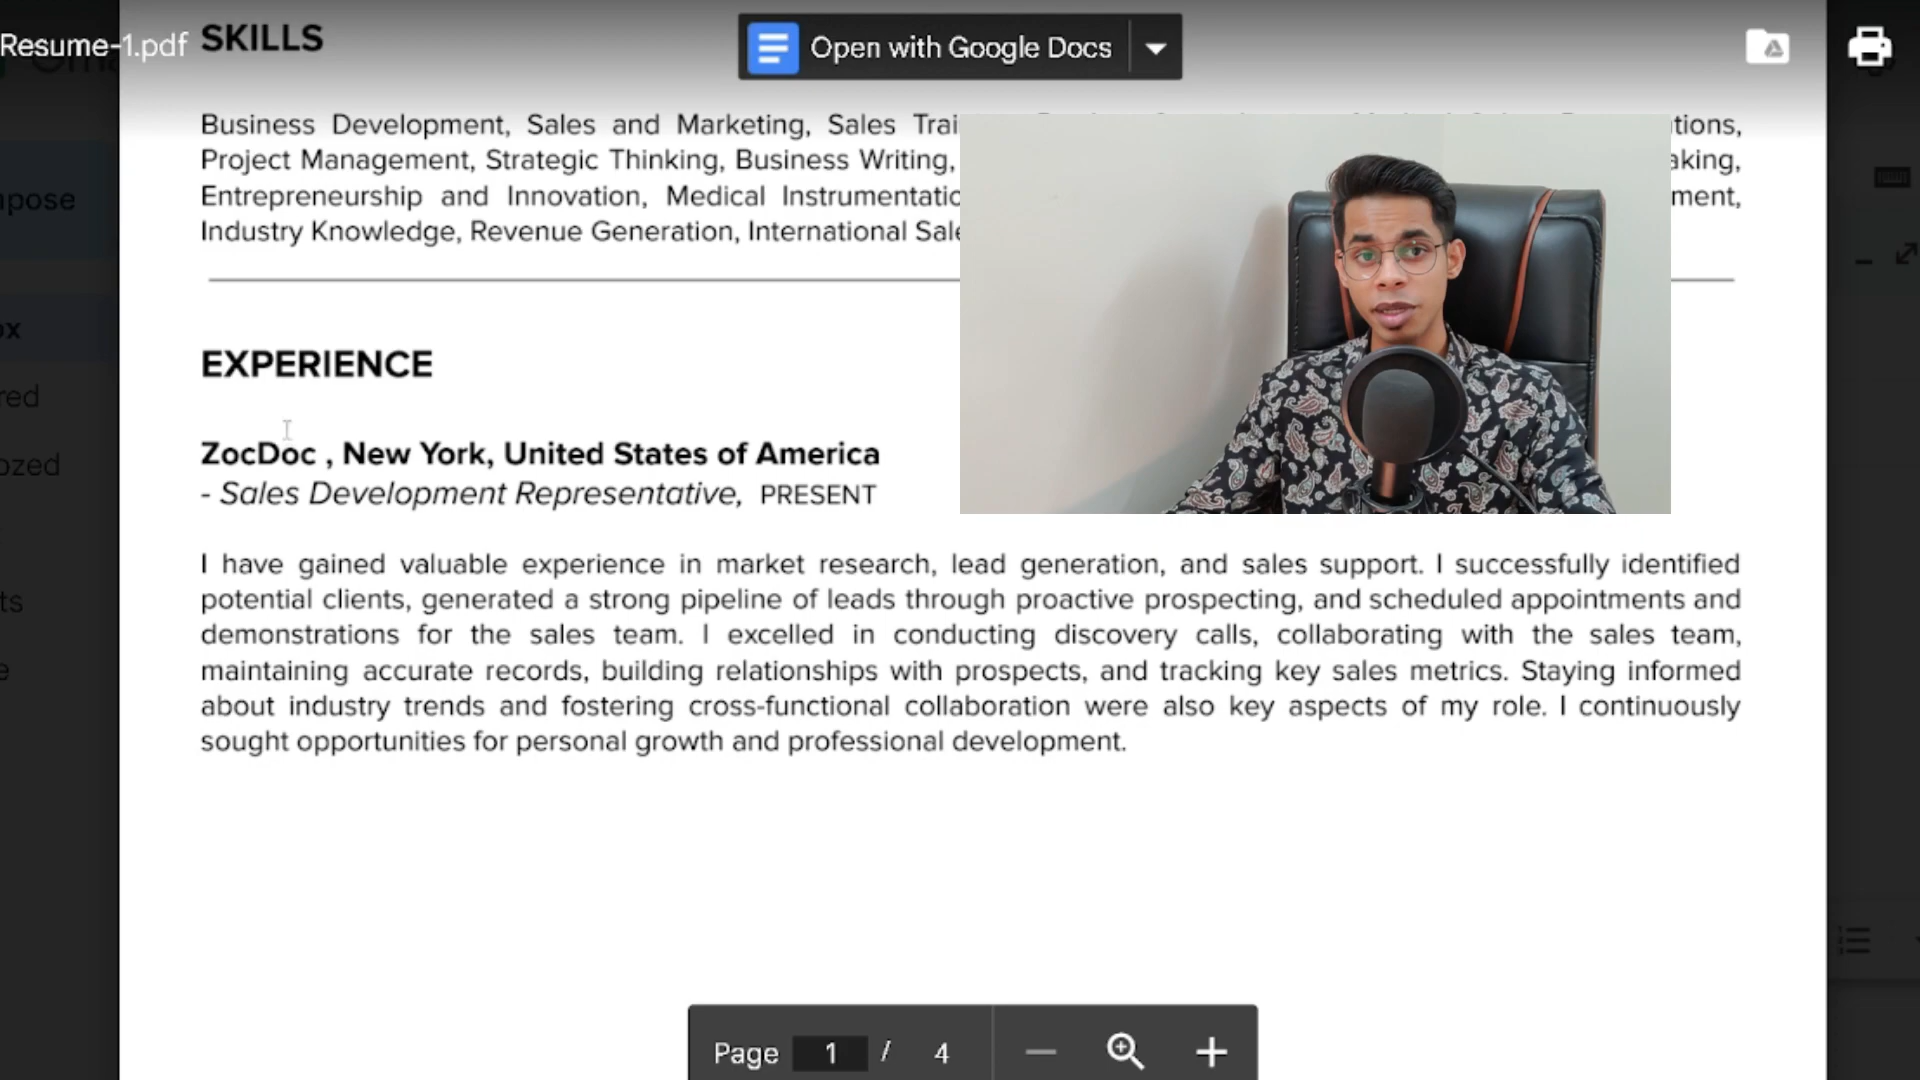 Resume-1.pdf
SKILLS
Open with Google Docs
Business Development, Sales and Marketing, Sales
Project Management, Strategic Thinking, Business Writing,
Entrepreneurship and Innovation, Medical
Industry Knowledge, Revenue Generation, International
EXPERIENCE
ZocDoc , New York, United States of America
- Sales Development Representative, PRESENT
I have gained valuable experience in market research, lead generation, and sales support. I successfully identified
potential clients, generated a strong pipeline of leads through proactive prospecting, and scheduled appointments and
demonstrations for the sales team. I excelled in conducting discovery calls, collaborating with the sales team,
maintaining accurate records, building relationships with prospects, and tracking key sales metrics. Staying informed
about industry trends and fostering cross-functional collaboration were also key aspects of my role. I continuously
sought opportunities for personal growth and professional development.
Page 1 / 4